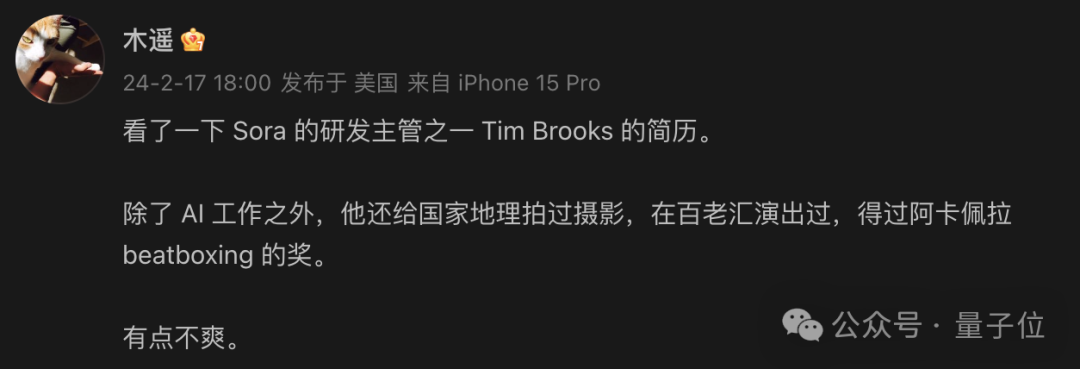 木遥
24-2-17 18:00 发布于 美国 来自 iPhone 15 Pro
看了一下 Sora 的研发主管之一 Tim Brooks 的简历。
除了 AI 工作之外，他还给国家地理拍过摄影，在百老汇演出过，得过阿卡佩拉
beatboxing 的奖。
有点不爽。
公众号 · 量子位